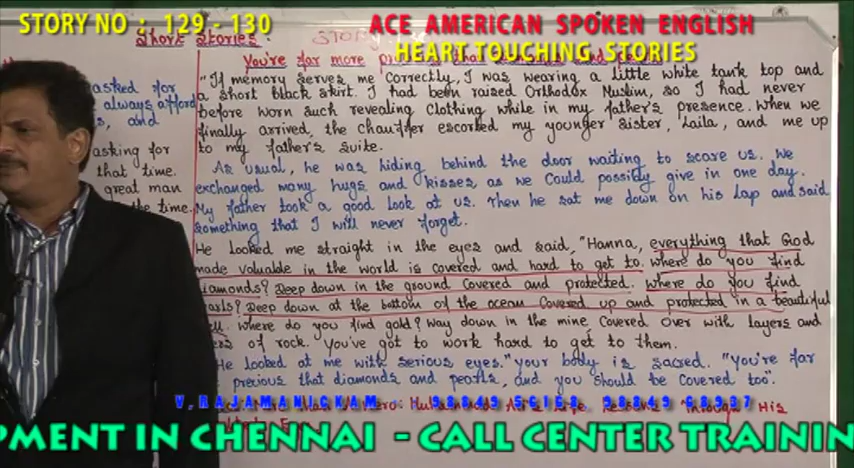 STORY NO : 129 - 130
ACE AMERICAN SPOKEN ENGLISH
HEART TOUCHING STORIES
Short Stories :
You're far more
asked for
always afford
s, and
asking for
that time.
great man
the time.
"If memory serves me correctly, I was wearing a little white tank top and
a short black skirt. I had been raised Orthodox Muslim, so I had never
before worn such revealing clothing while in my father's presence. When we
finally arrived, the chauffer escorted my younger sister, Laila, and me up
to my father's suite.
As usual, he was hiding behind the door waiting to scare us. We
exchanged many hugs and kisses as we could possibly give in one day.
My father took a good look at us. Then he sat me down on his lap and said
something that I will never forget.
He looked me straight in the eyes and said, "Hanna, everything that God
made valuable in the world is covered and hard to get to. Where do you find
diamonds? Deep down in the ground covered and protected. Where do you find
pearls? Deep down at the bottom of the ocean covered up and protected in a beautiful
shell. Where do you find gold? Way down in the mine covered over with layers and
of rock. You've got to work hard to get to them.
He looked at me with serious eyes. "Your body is sacred. "You're far
precious that diamonds and pearls, and you should be covered too".
than Hero: Muhammad Ali's Life Lessons Through His
V.RAJAMANICKAM
PMENT IN CHENNAI - CALL CENTER TRAININ